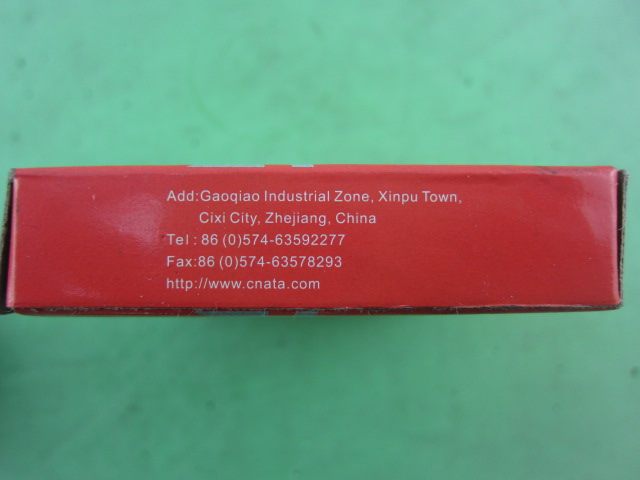 Add:Gaoqiao Industrial Zone, Xinpu Town,
Cixi City, Zhejiang, China
Tel : 86 (0)574-63592277
Fax:86 (0)574-63578293
http://www.cnata.com